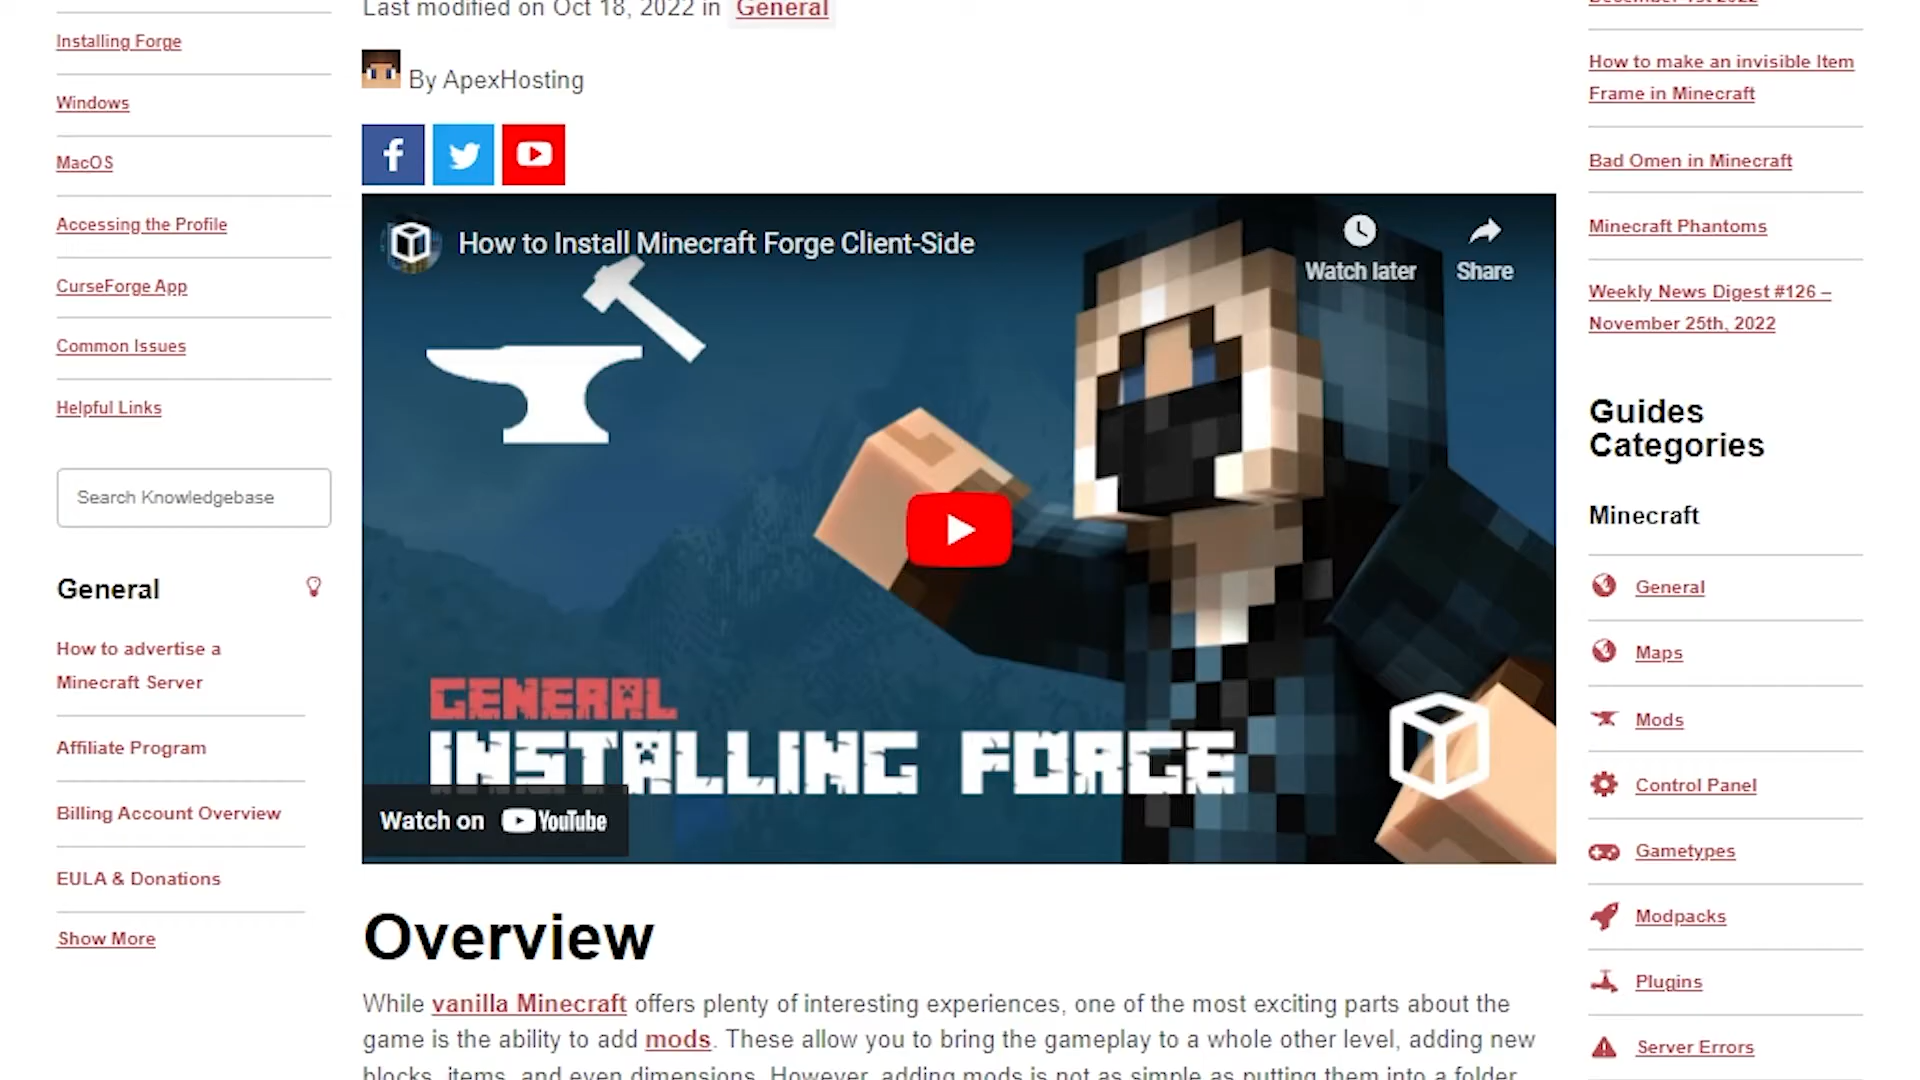 Installing Forge
Windows
MacOS
Accessing the Profile
CurseForge App
Common Issues
Helpful Links
Search Knowledgebase
General
How to advertise a
Minecraft Server
Affiliate Program
Billing Account Overview
EULA & Donations
Show More
Last modified on Oct 18, 2022 in General
By ApexHosting
How to Install Minecraft Forge Client-Side
Watch later
Share
GENERAL
INSTALLING FORGE
Watch on YouTube
Overview
While vanilla Minecraft offers plenty of interesting experiences, one of the most exciting parts about the
game is the ability to add mods. These allow you to bring the gameplay to a whole other level, adding new
blocks, items, and even dimensions. However, adding mods is not as simple as putting them into a folder
December 1st 2022
How to make an invisible Item
Frame in Minecraft
Bad Omen in Minecraft
Minecraft Phantoms
Weekly News Digest #126 –
November 25th, 2022
Guides
Categories
Minecraft
General
Maps
Mods
Control Panel
Gametypes
Modpacks
Plugins
Server Errors